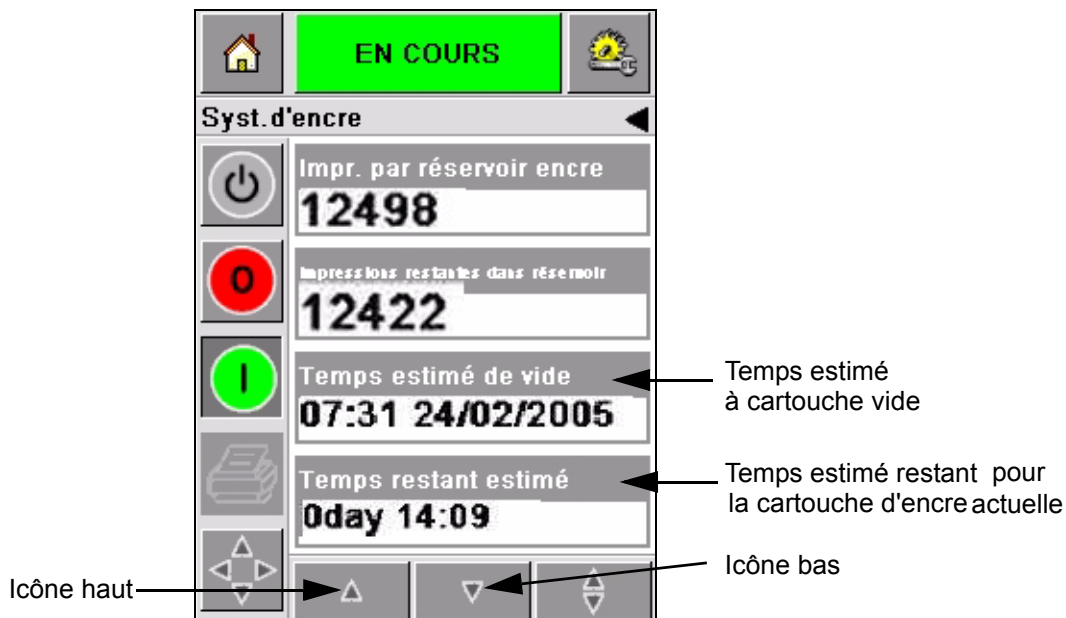 EN COURS
Syst.d'encre
Impr. par réservoir encre
12498
O
Impressions restantes dans réservoir
12422
I
Temps estimé de vide
07:31 24/02/2005
Temps estimé
à cartouche vide
Temps restant estimé
0day 14:09
Temps estimé restant pour
la cartouche d'encre actuelle
Icône haut
Icône bas